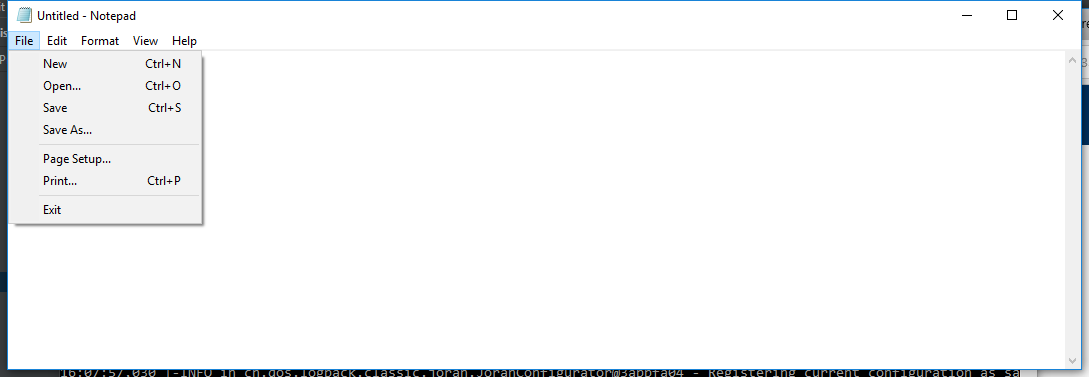 Untitled - Notepad
File Edit Format View Help
New Ctrl+N
Open... Ctrl+O
Save Ctrl+S
Save As...
Page Setup...
Print... Ctrl+P
Exit
16:07:57.030 |-INFO in ch.qos.logback.classic.joran.JoranConfigurator@3abbfa04 - Registering current configuration as sa